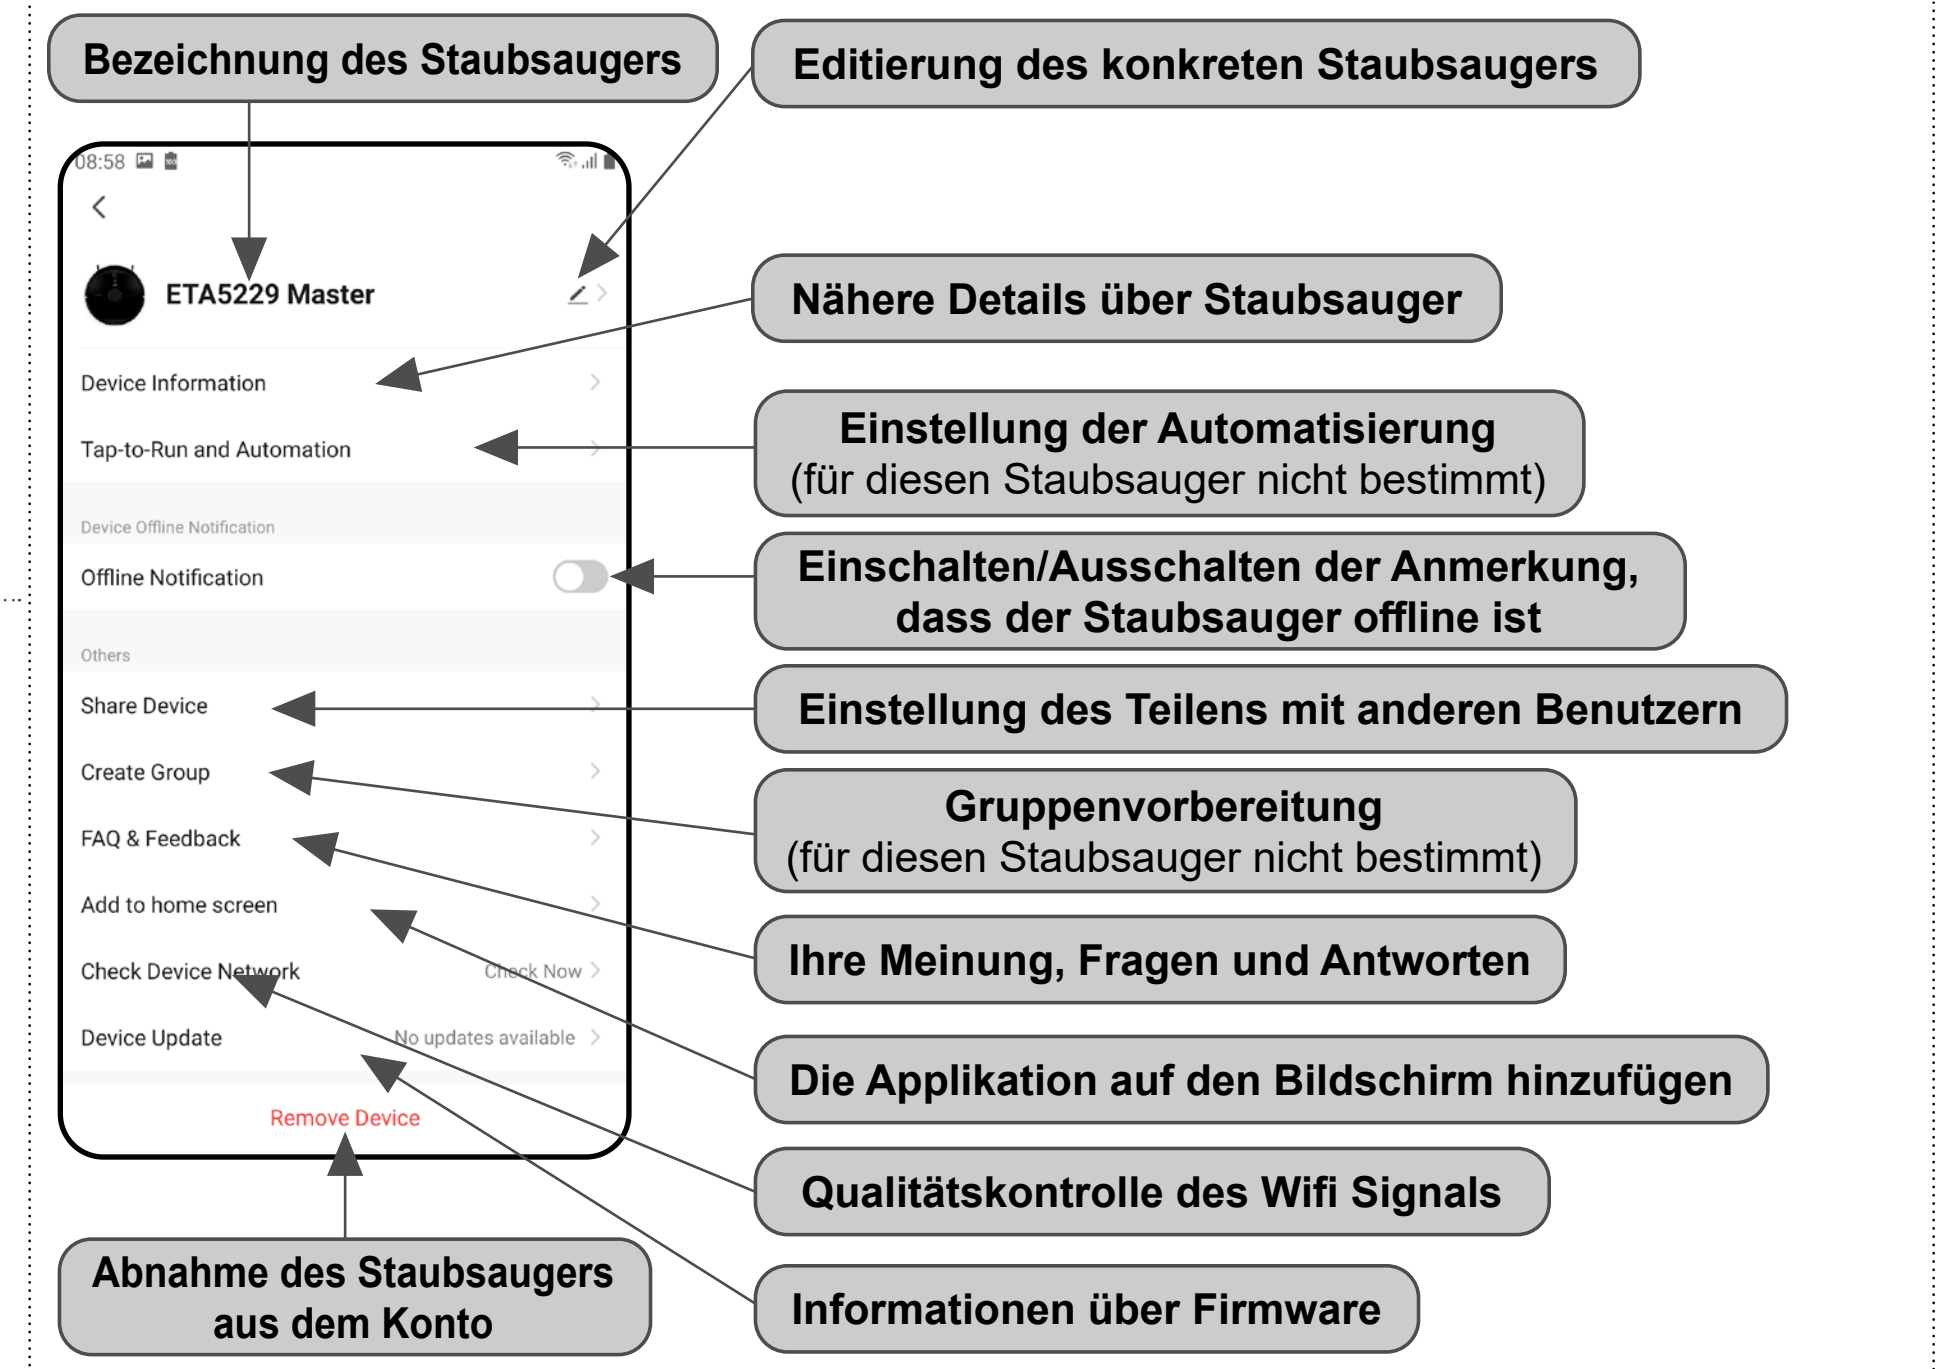 Bezeichnung des Staubsaugers
Editierung des konkreten Staubsaugers
08:58
ETA5229 Master
Nähere Details über Staubsauger
Device Information
Einstellung der Automatisierung
(für diesen Staubsauger nicht bestimmt)
Tap-to-Run and Automation
Device Offline Notification
Offline Notification
Einschalten/Ausschalten der Anmerkung,
dass der Staubsauger offline ist
Others
Share Device
Einstellung des Teilens mit anderen Benutzern
Create Group
Gruppenvorbereitung
(für diesen Staubsauger nicht bestimmt)
FAQ & Feedback
Add to home screen
Ihre Meinung, Fragen und Antworten
Check Device Network Check Now
Device Update No updates available
Die Applikation auf den Bildschirm hinzufügen
Remove Device
Qualitätskontrolle des Wifi Signals
Abnahme des Staubsaugers
aus dem Konto
Informationen über Firmware